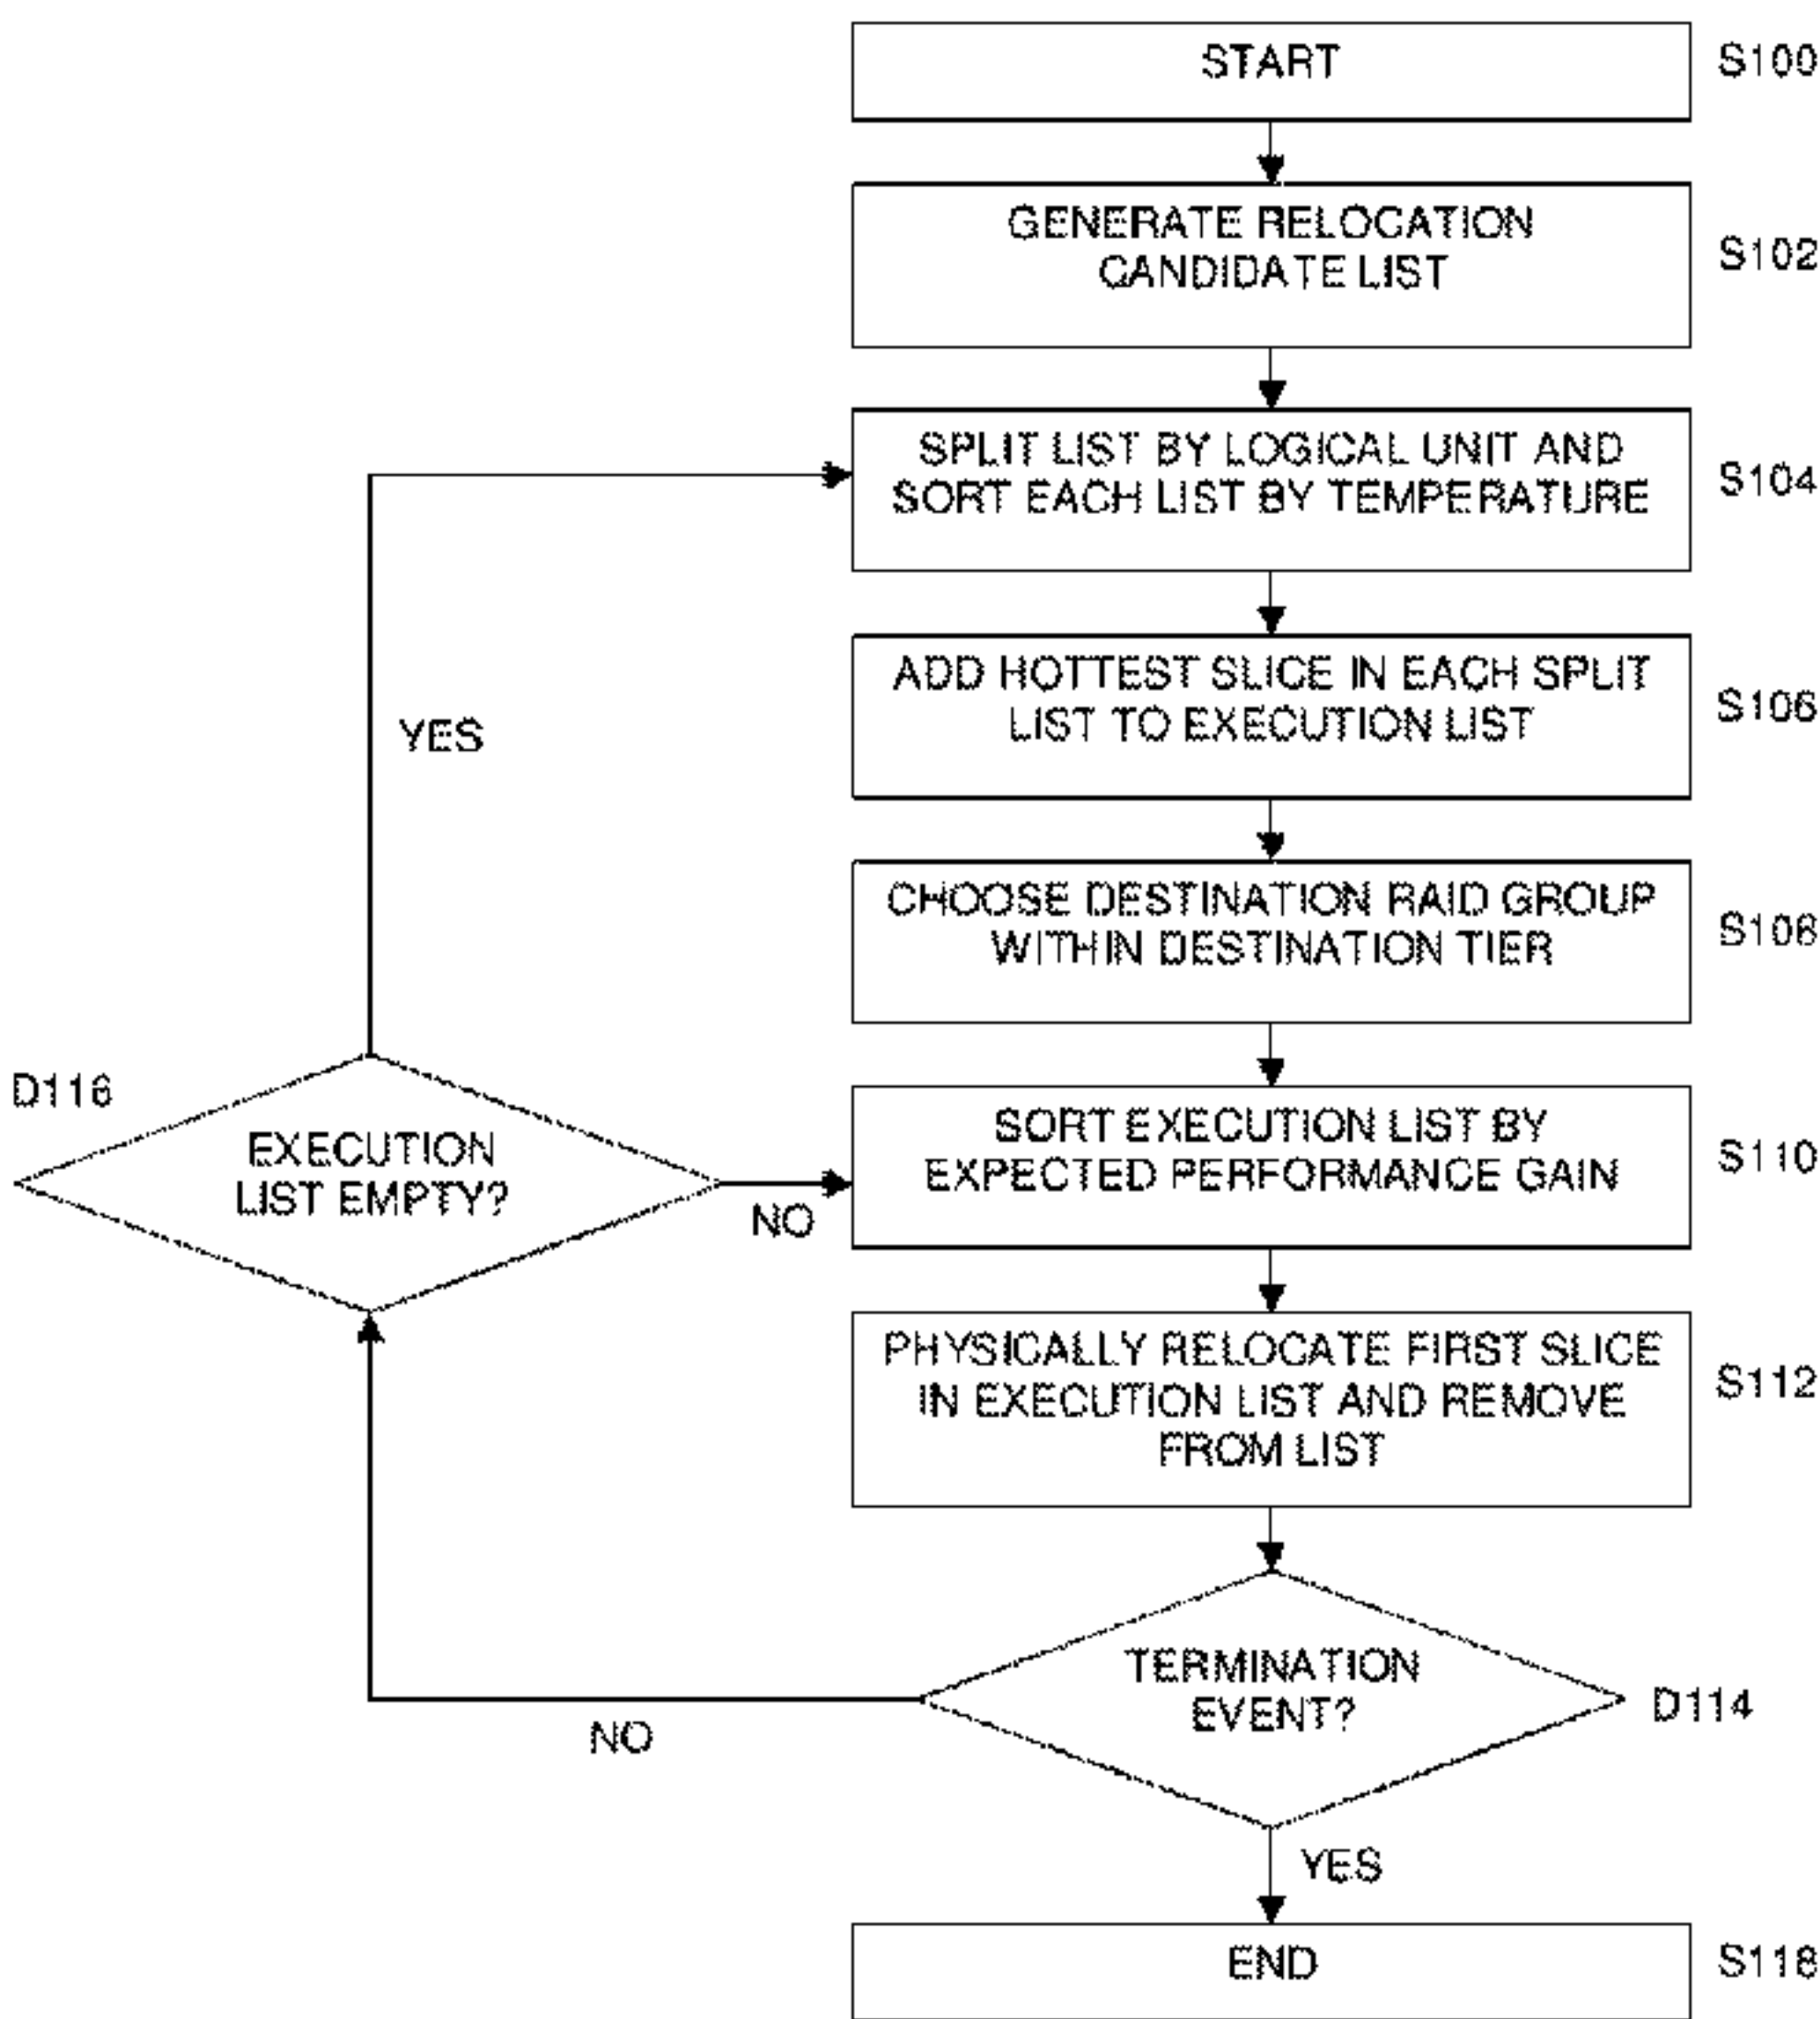 START
S100
GENERATE RELOCATION
CANDIDATE LIST
S102
SPLIT LIST BY LOGICAL UNIT AND
SORT EACH LIST BY TEMPERATURE
S104
ADD HOTTEST SLICE IN EACH SPLIT
LIST TO EXECUTION LIST
S106
YES
CHOOSE DESTINATION RAID GROUP
WITHIN DESTINATION TIER
S108
D116
EXECUTION
LIST EMPTY?
NO
SORT EXECUTION LIST BY
EXPECTED PERFORMANCE GAIN
S110
PHYSICALLY RELOCATE FIRST SLICE
IN EXECUTION LIST AND REMOVE
FROM LIST
S112
TERMINATION
EVENT?
D114
NO
YES
END
S118